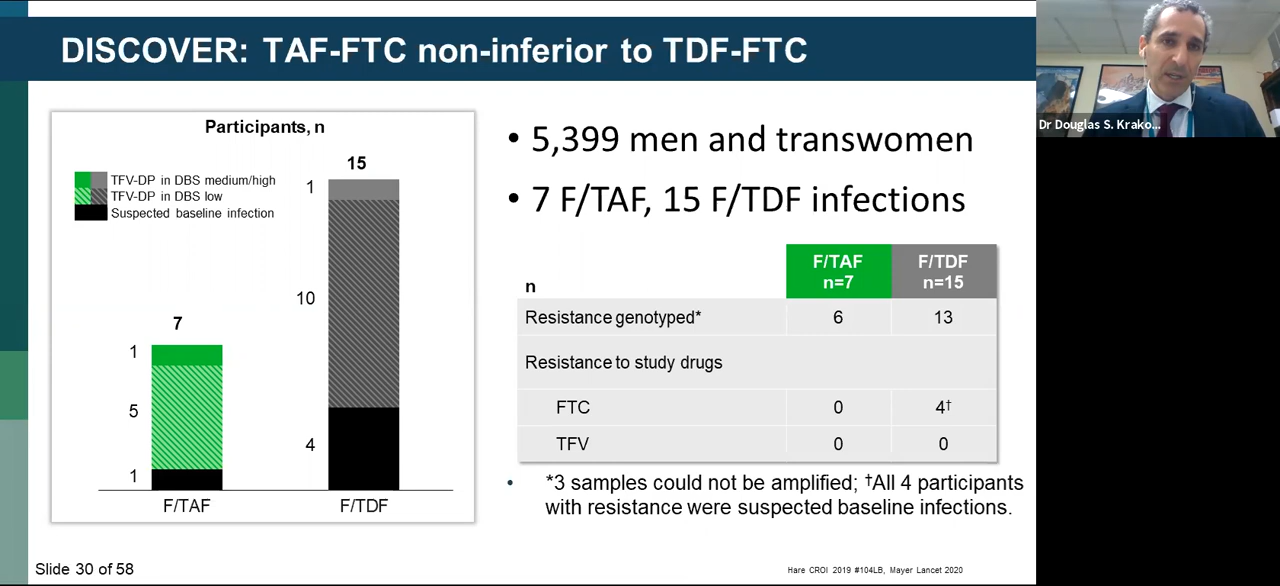 DISCOVER: TAF-FTC non-inferior to TDF-FTC
Dr Douglas S. Krako...
Participants, n
TFV-DP in DBS medium/high
TFV-DP in DBS low
Suspected baseline infection
15
1
10
4
7
1
5
1
F/TAF
F/TDF
• 5,399 men and transwomen
• 7 F/TAF, 15 F/TDF infections
n
F/TAF n=7
F/TDF n=15
Resistance genotyped* 6 13
Resistance to study drugs
FTC 0 4†
TFV 0 0
• *3 samples could not be amplified; †All 4 participants
with resistance were suspected baseline infections.
Slide 30 of 58
Hare CROI 2019 #104LB, Mayer Lancet 2020